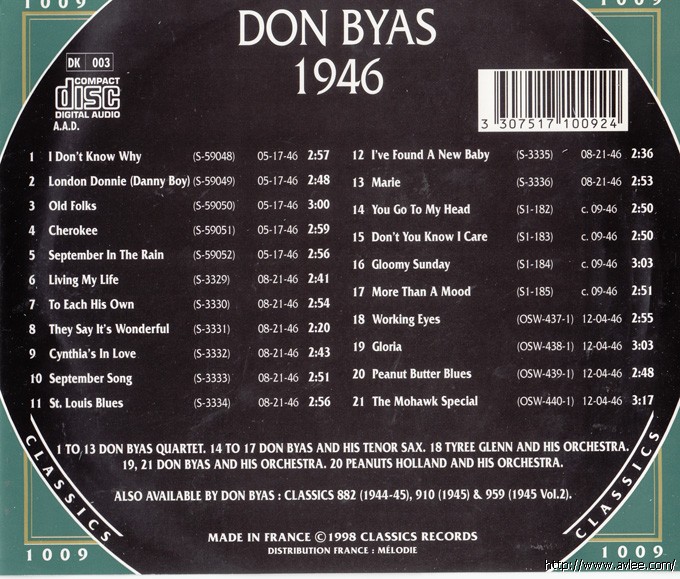 1009
1009
DON BYAS
1946
DK 003
COMPACT
disc
DIGITAL AUDIO
A.A.D.
3 307517 100924
1 I Don't Know Why (S-59048) 05-17-46 2:57
2 London Donnie (Danny Boy) (S-59049) 05-17-46 2:48
3 Old Folks (S-59050) 05-17-46 3:00
4 Cherokee (S-59051) 05-17-46 2:59
5 September In The Rain (S-59052) 05-17-46 2:56
6 Living My Life (S-3329) 08-21-46 2:41
7 To Each His Own (S-3330) 08-21-46 2:54
8 They Say It's Wonderful (S-3331) 08-21-46 2:20
9 Cynthia's In Love (S-3332) 08-21-46 2:43
10 September Song (S-3333) 08-21-46 2:51
11 St. Louis Blues (S-3334) 08-21-46 2:56
12 I've Found A New Baby (S-3335) 08-21-46 2:36
13 Marie (S-3336) 08-21-46 2:53
14 You Go To My Head (S1-182) c. 09-46 2:50
15 Don't You Know I Care (S1-183) c. 09-46 2:50
16 Gloomy Sunday (S1-184) c. 09-46 3:03
17 More Than A Mood (S1-185) c. 09-46 2:51
18 Working Eyes (OSW-437-1) 12-04-46 2:55
19 Gloria (OSW-438-1) 12-04-46 3:03
20 Peanut Butter Blues (OSW-439-1) 12-04-46 2:48
21 The Mohawk Special (OSW-440-1) 12-04-46 3:17
1 TO 13 DON BYAS QUARTET. 14 TO 17 DON BYAS AND HIS TENOR SAX. 18 TYREE GLENN AND HIS ORCHESTRA.
19, 21 DON BYAS AND HIS ORCHESTRA. 20 PEANUTS HOLLAND AND HIS ORCHESTRA.
ALSO AVAILABLE BY DON BYAS : CLASSICS 882 (1944-45), 910 (1945) & 959 (1945 Vol.2).
CLASSICS
CLASSICS
MADE IN FRANCE ©1998 CLASSICS RECORDS
DISTRIBUTION FRANCE : MÉLODIE
1009
1009
http://www.avlee.com/